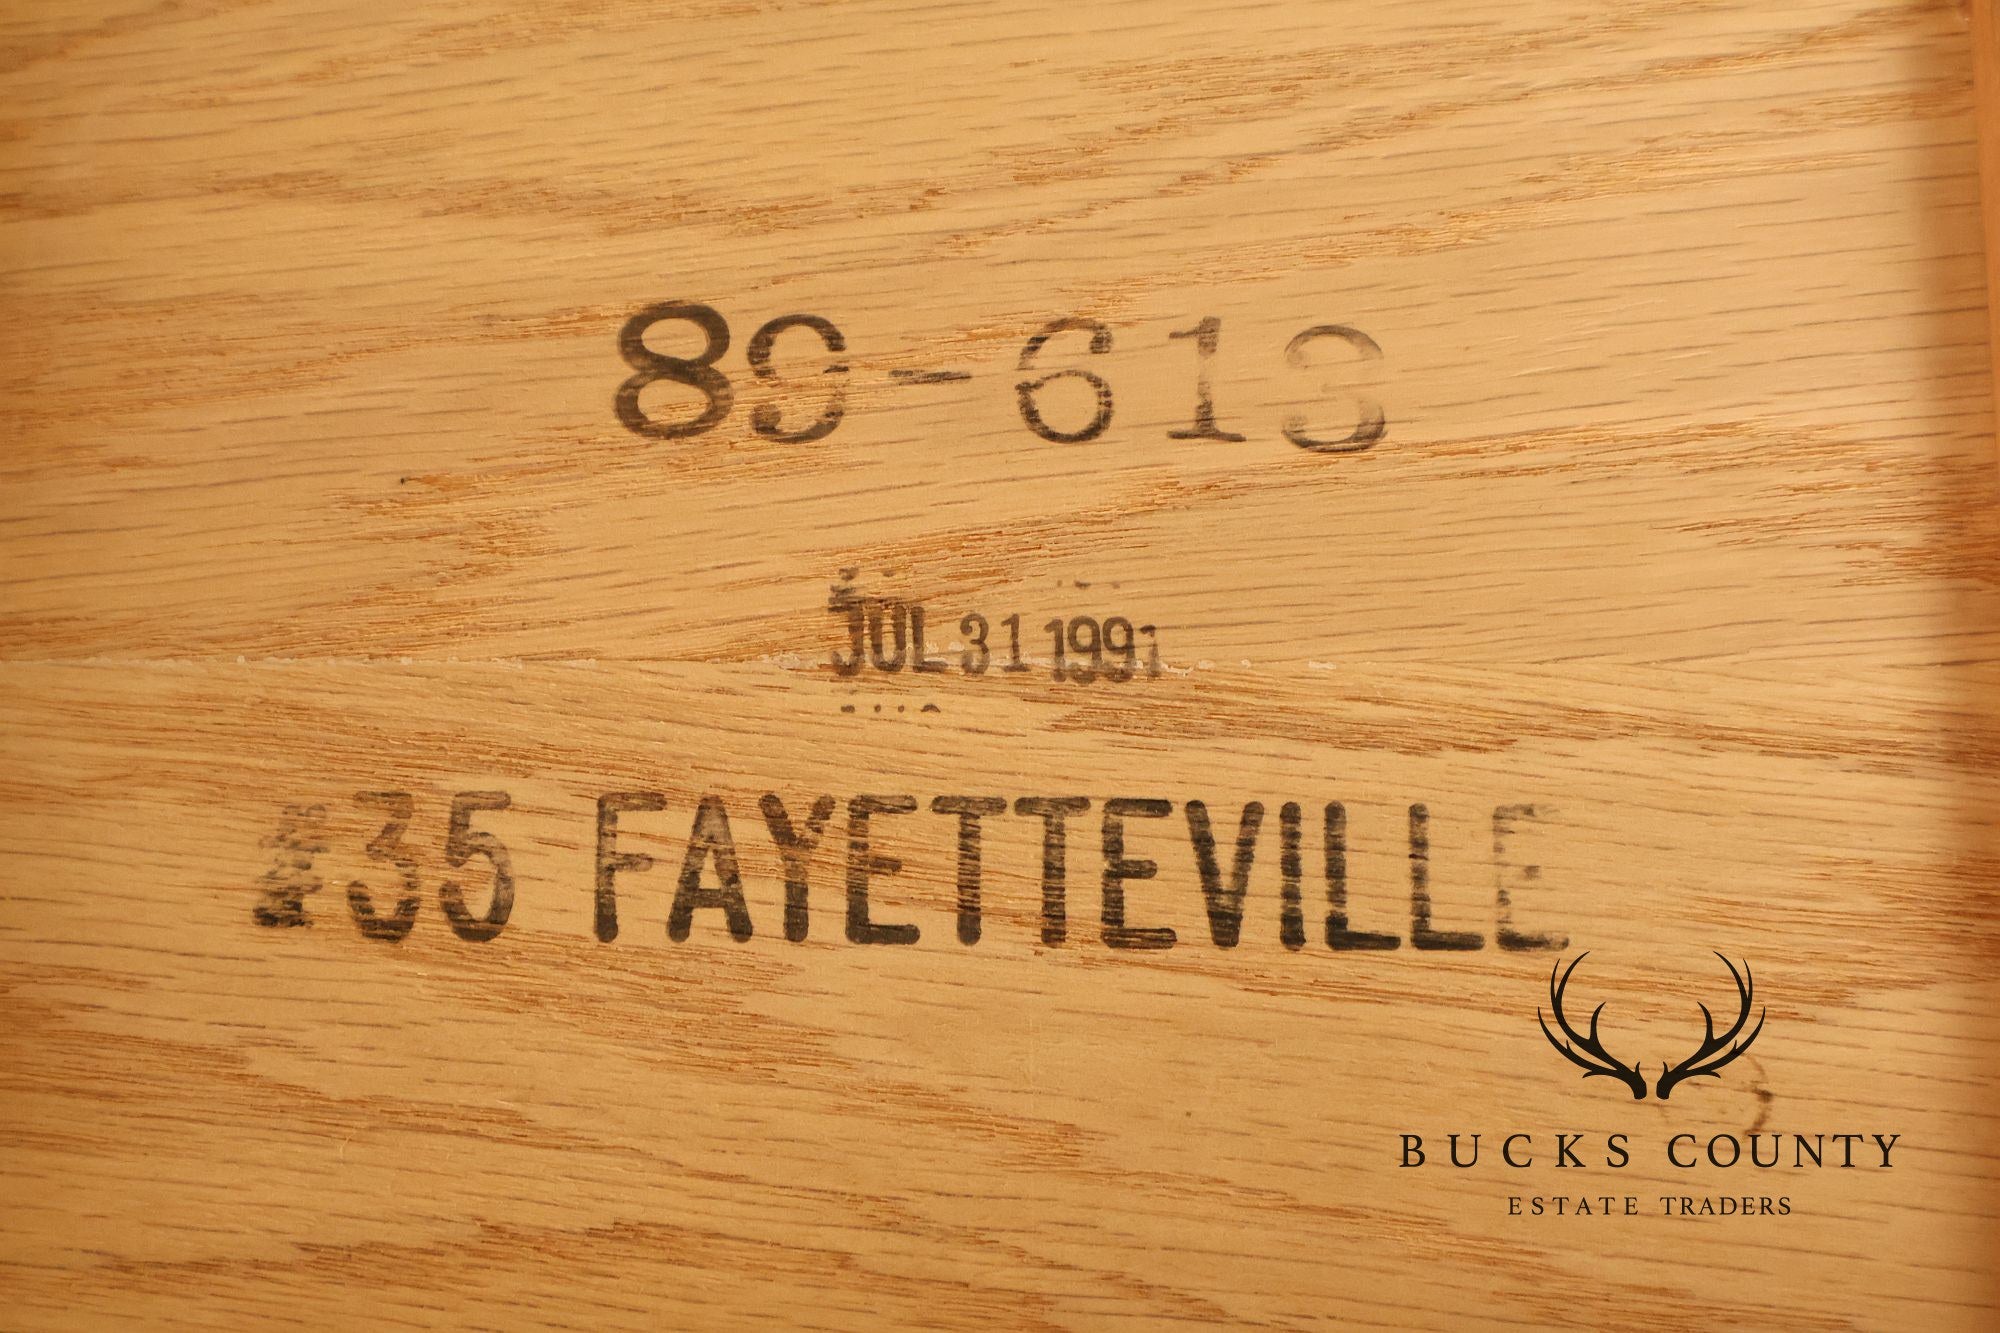 89-613
JUL 31 1991
#35 FAYETTEVILLE
BUCKS COUNTY
ESTATE TRADERS